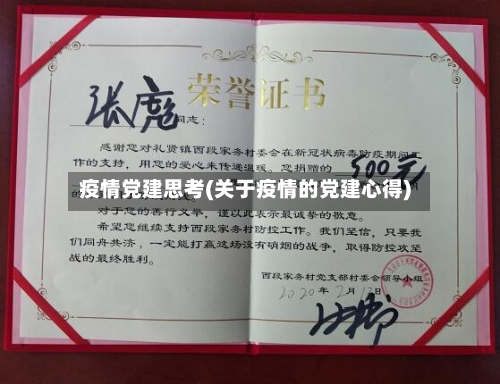 荣誉证书
张彪同志：
感谢您对礼贤镇西段家务村委会在新冠状病毒防疫期间工
作的支持，用您的爱心来传递温暖。您捐赠的 500元
疫情党建思考(关于疫情的党建心得)
对于您的善行义举，谨以此表示最诚挚的敬意。
希望您继续支持西段家务村防控工作。我们坚信，只要我
们同舟共济，一定能打赢这场没有硝烟的战争，取得防控攻坚
战的最终胜利。
西段家务村党支部村委会领导小组
2020年2月12日